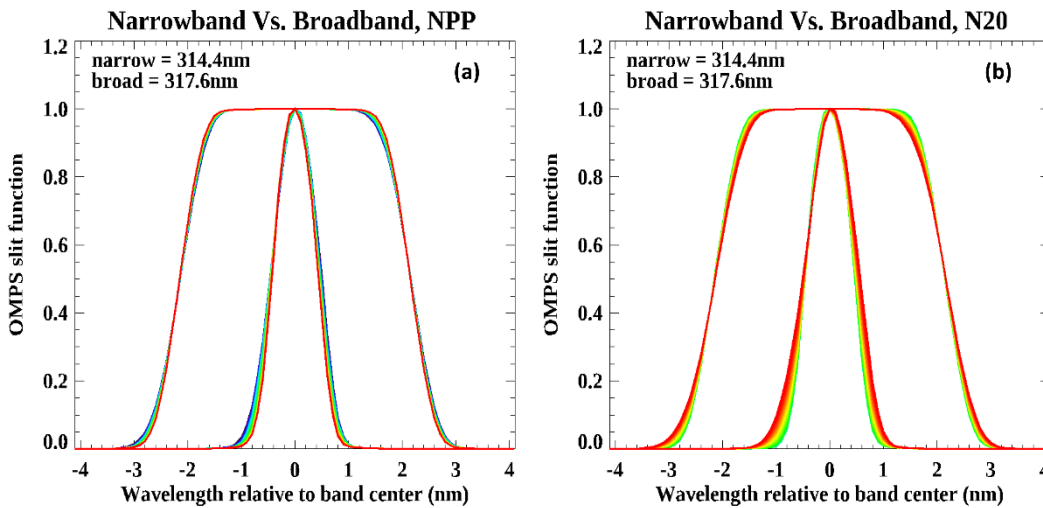 Narrowband Vs. Broadband, NPP
narrow = 314.4nm
broad = 317.6nm
(a)
OMPS slit function
1.2
1.0
0.8
0.6
0.4
0.2
0.0
-4 -3 -2 -1 0 1 2 3 4
Wavelength relative to band center (nm)
Narrowband Vs. Broadband, N20
narrow = 314.4nm
broad = 317.6nm
(b)
OMPS slit function
1.2
1.0
0.8
0.6
0.4
0.2
0.0
-4 -3 -2 -1 0 1 2 3 4
Wavelength relative to band center (nm)